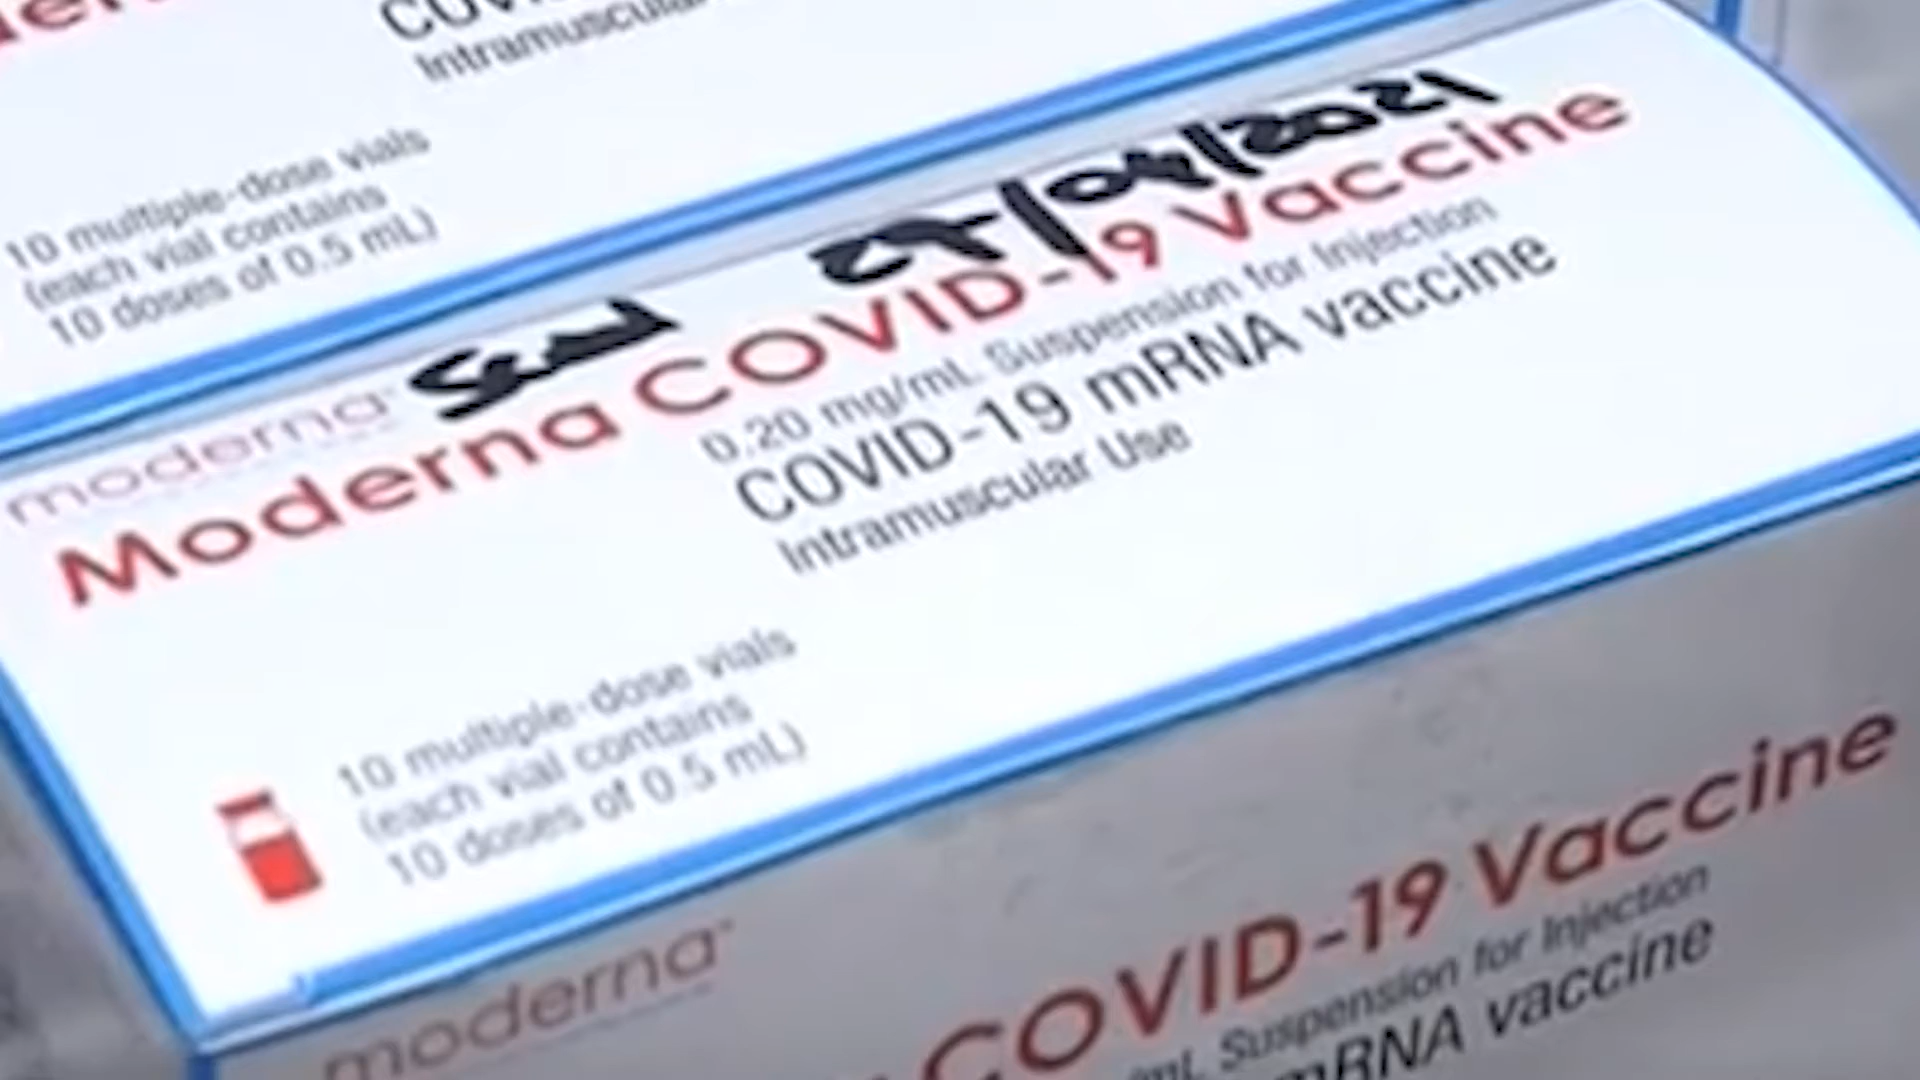 COVI
Intramuscular
10 multiple-dose vials
(each vial contains
10 doses of 0.5 mL)
moderna
Moderna COVID-19 Vaccine
0.20 mg/mL Suspension for Injection
COVID-19 mRNA vaccine
Intramuscular Use
10 multiple-dose vials
(each vial contains
10 doses of 0.5 mL)
moderna
COVID-19 Vaccine
mL Suspension for Injection
mRNA vaccine